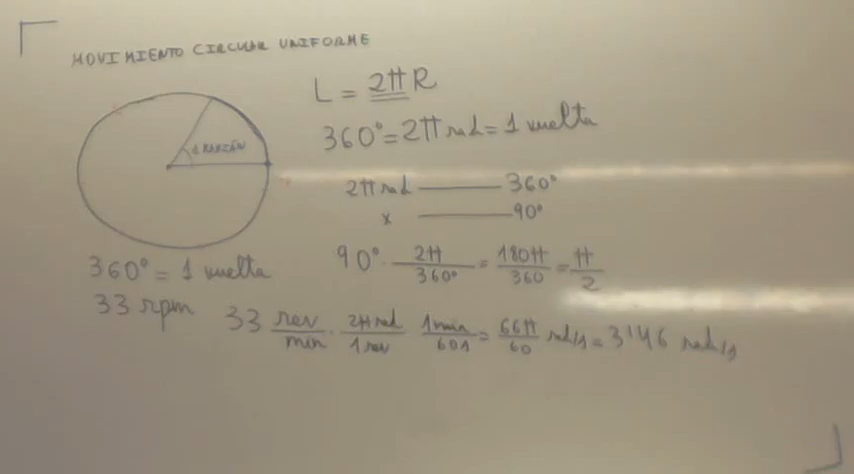 MOVIMIENTO CIRCULAR UNIFORME
L = 2π R
360° = 2π rad = 1 vuelta
1 RADIÁN
2π rad ——— 360°
x ——— 90°
360° = 1 vuelta
90° · 2π/360° = 180π/360 = π/2
33 rpm
33 rev/min · 2π rad/1 rev 1 min/60 s = 66π/60 rad/s = 3'46 rad/s